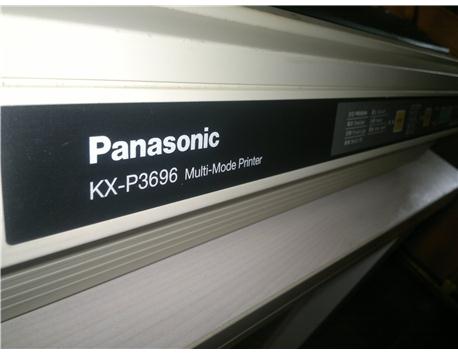 Panasonic
KX-P3696 Multi-Mode Printer